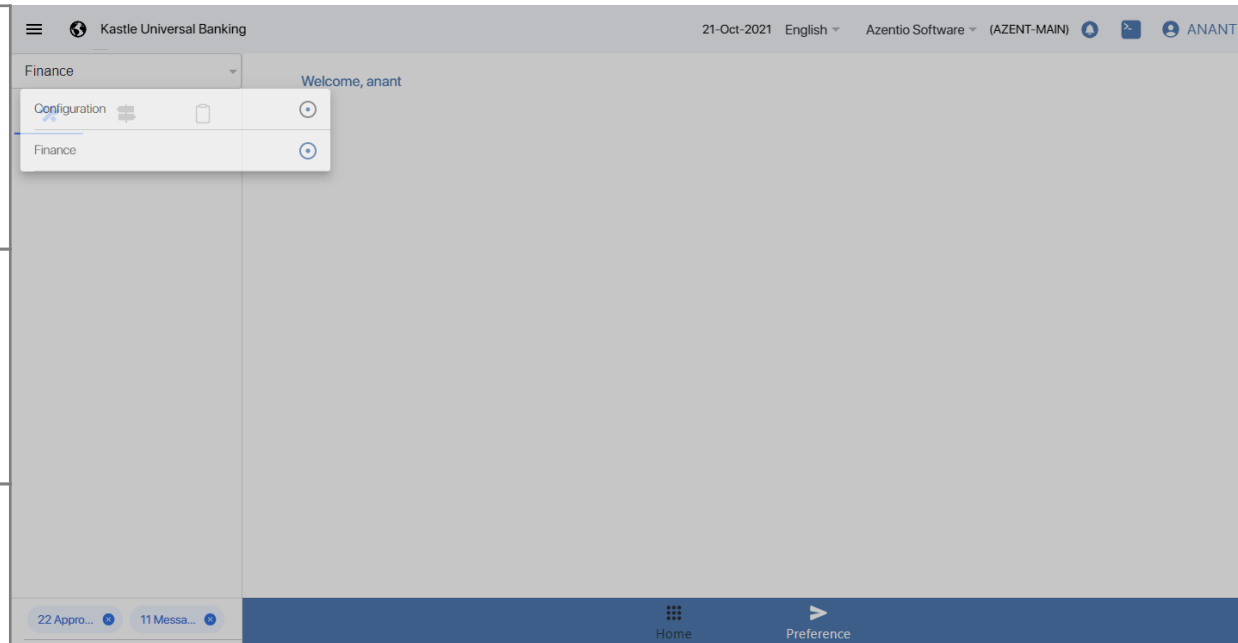 Kastle Universal Banking 21-Oct-2021 English Azentio Software (AZENT-MAIN) ANANT
Finance
Welcome, anant
Configuration
Finance
22 Appro... 11 Messa...
Home Preference